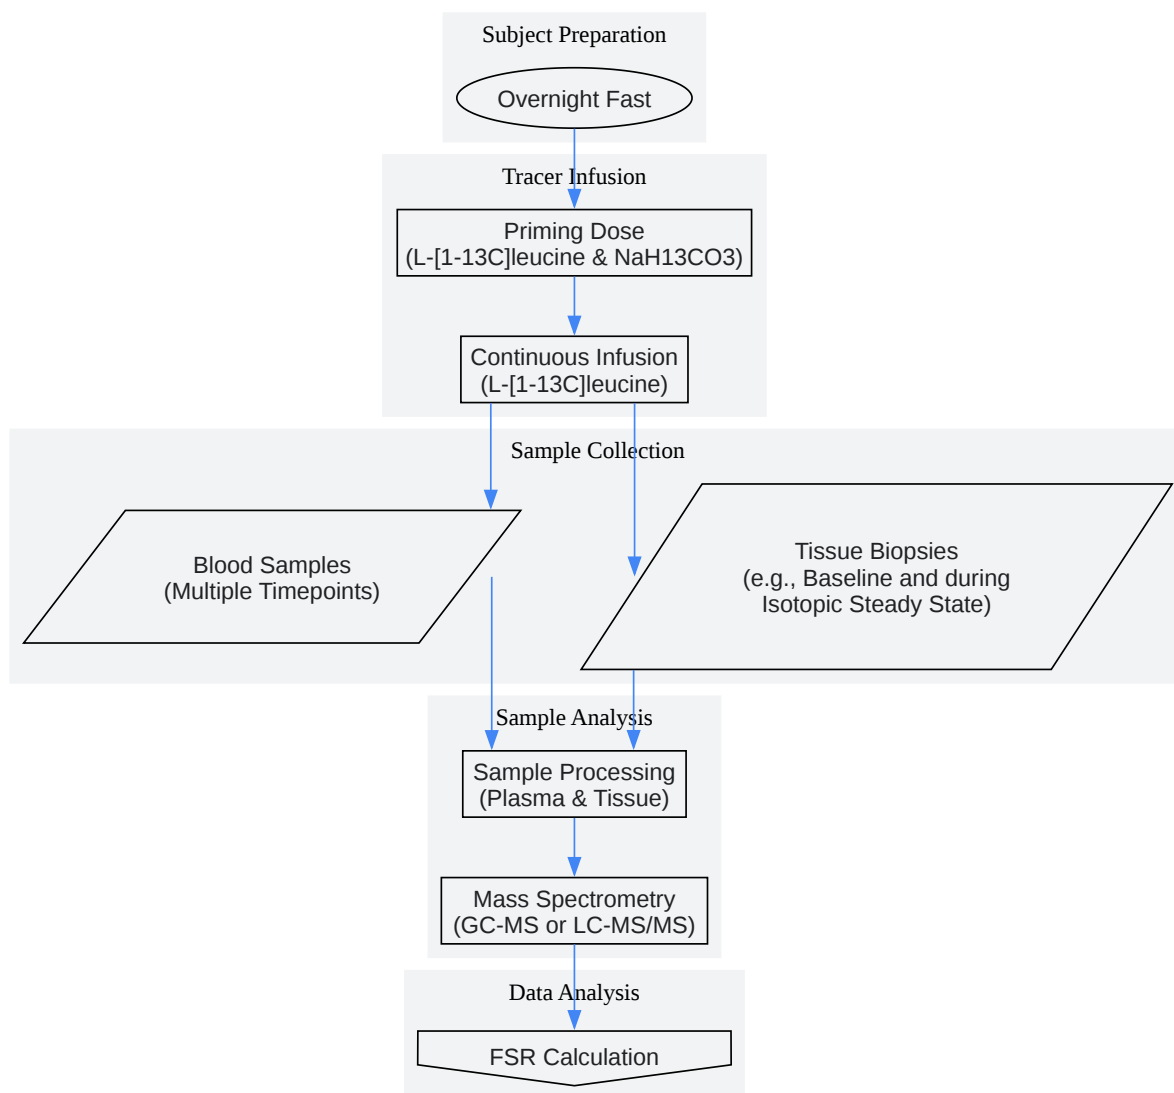 Subject Preparation
Overnight Fast
Tracer Infusion
Priming Dose
(L-[1-13C]leucine & NaH13CO3)
Continuous Infusion
(L-[1-13C]leucine)
Sample Collection
Blood Samples
(Multiple Timepoints)
Tissue Biopsies
(e.g., Baseline and during
Isotopic Steady State)
Sample Analysis
Sample Processing
(Plasma & Tissue)
Mass Spectrometry
(GC-MS or LC-MS/MS)
Data Analysis
FSR Calculation